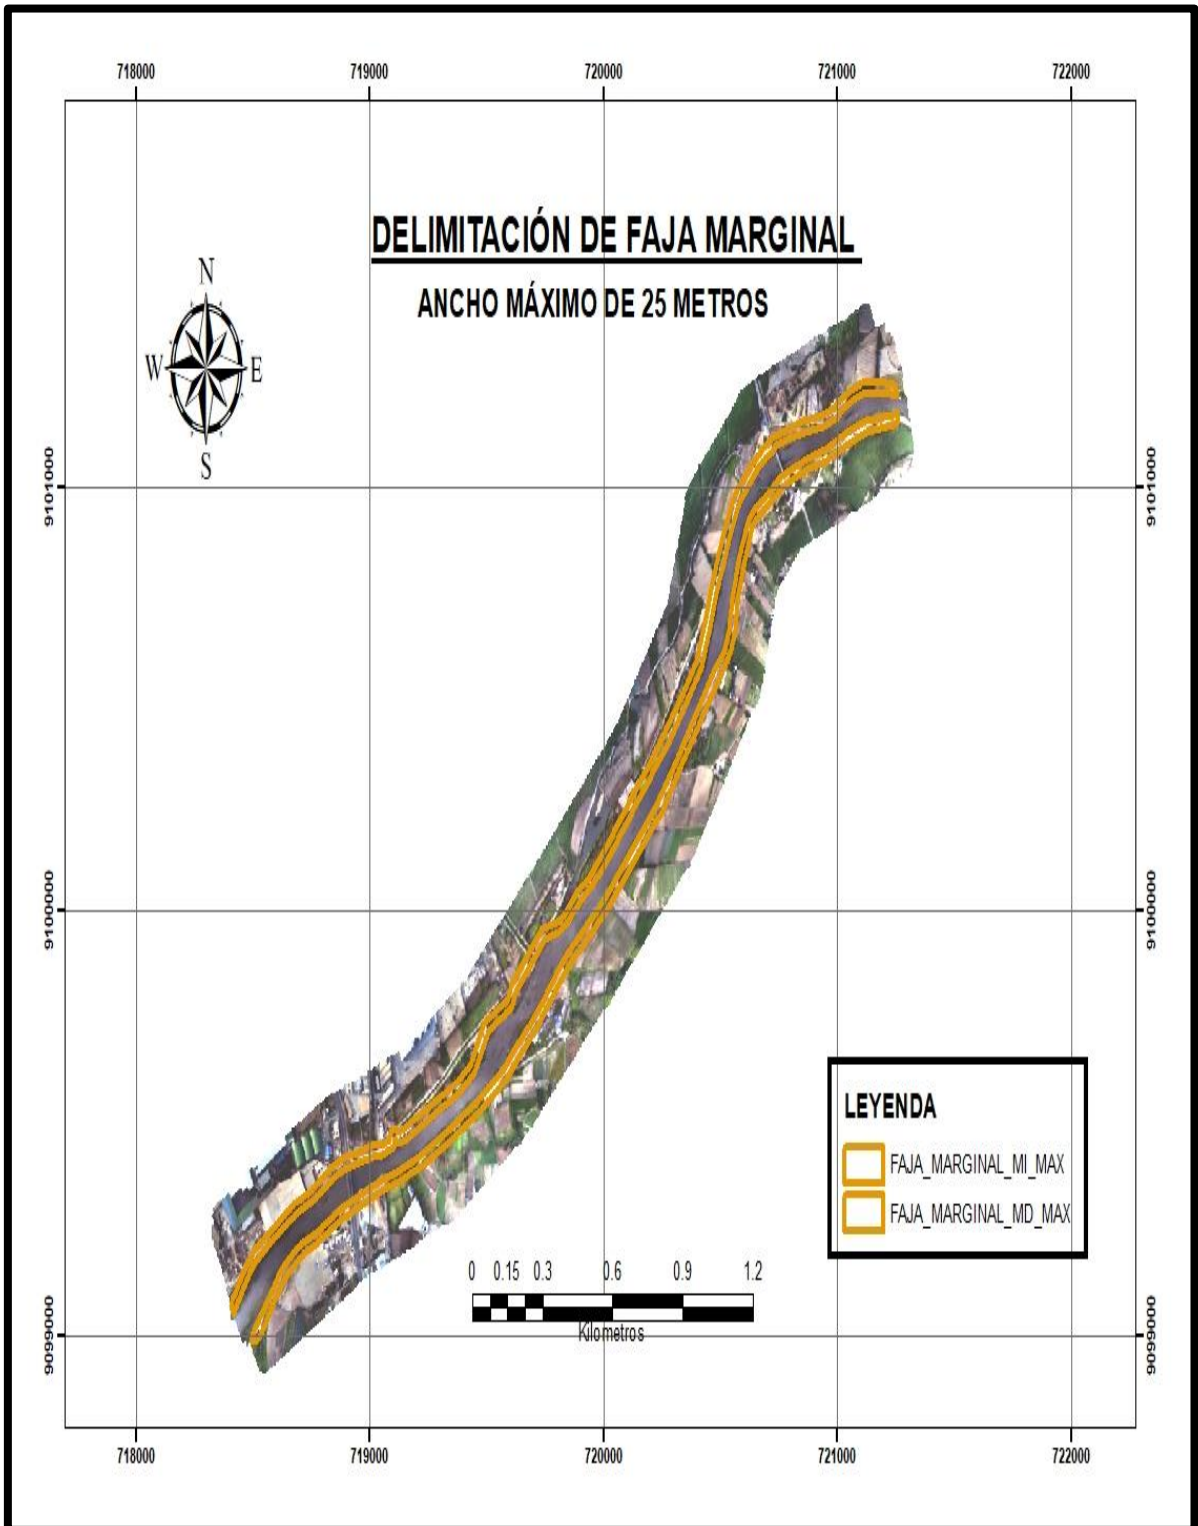 718000 719000 720000 721000 722000
DELIMITACIÓN DE FAJA MARGINAL
ANCHO MÁXIMO DE 25 METROS
N
W E
S
9101000 9101000
9100000 9100000
LEYENDA
FAJA_MARGINAL_MI_MAX
FAJA_MARGINAL_MD_MAX
0 0.15 0.3 0.6 0.9 1.2
Kilometros
9099000 9099000
718000 719000 720000 721000 722000